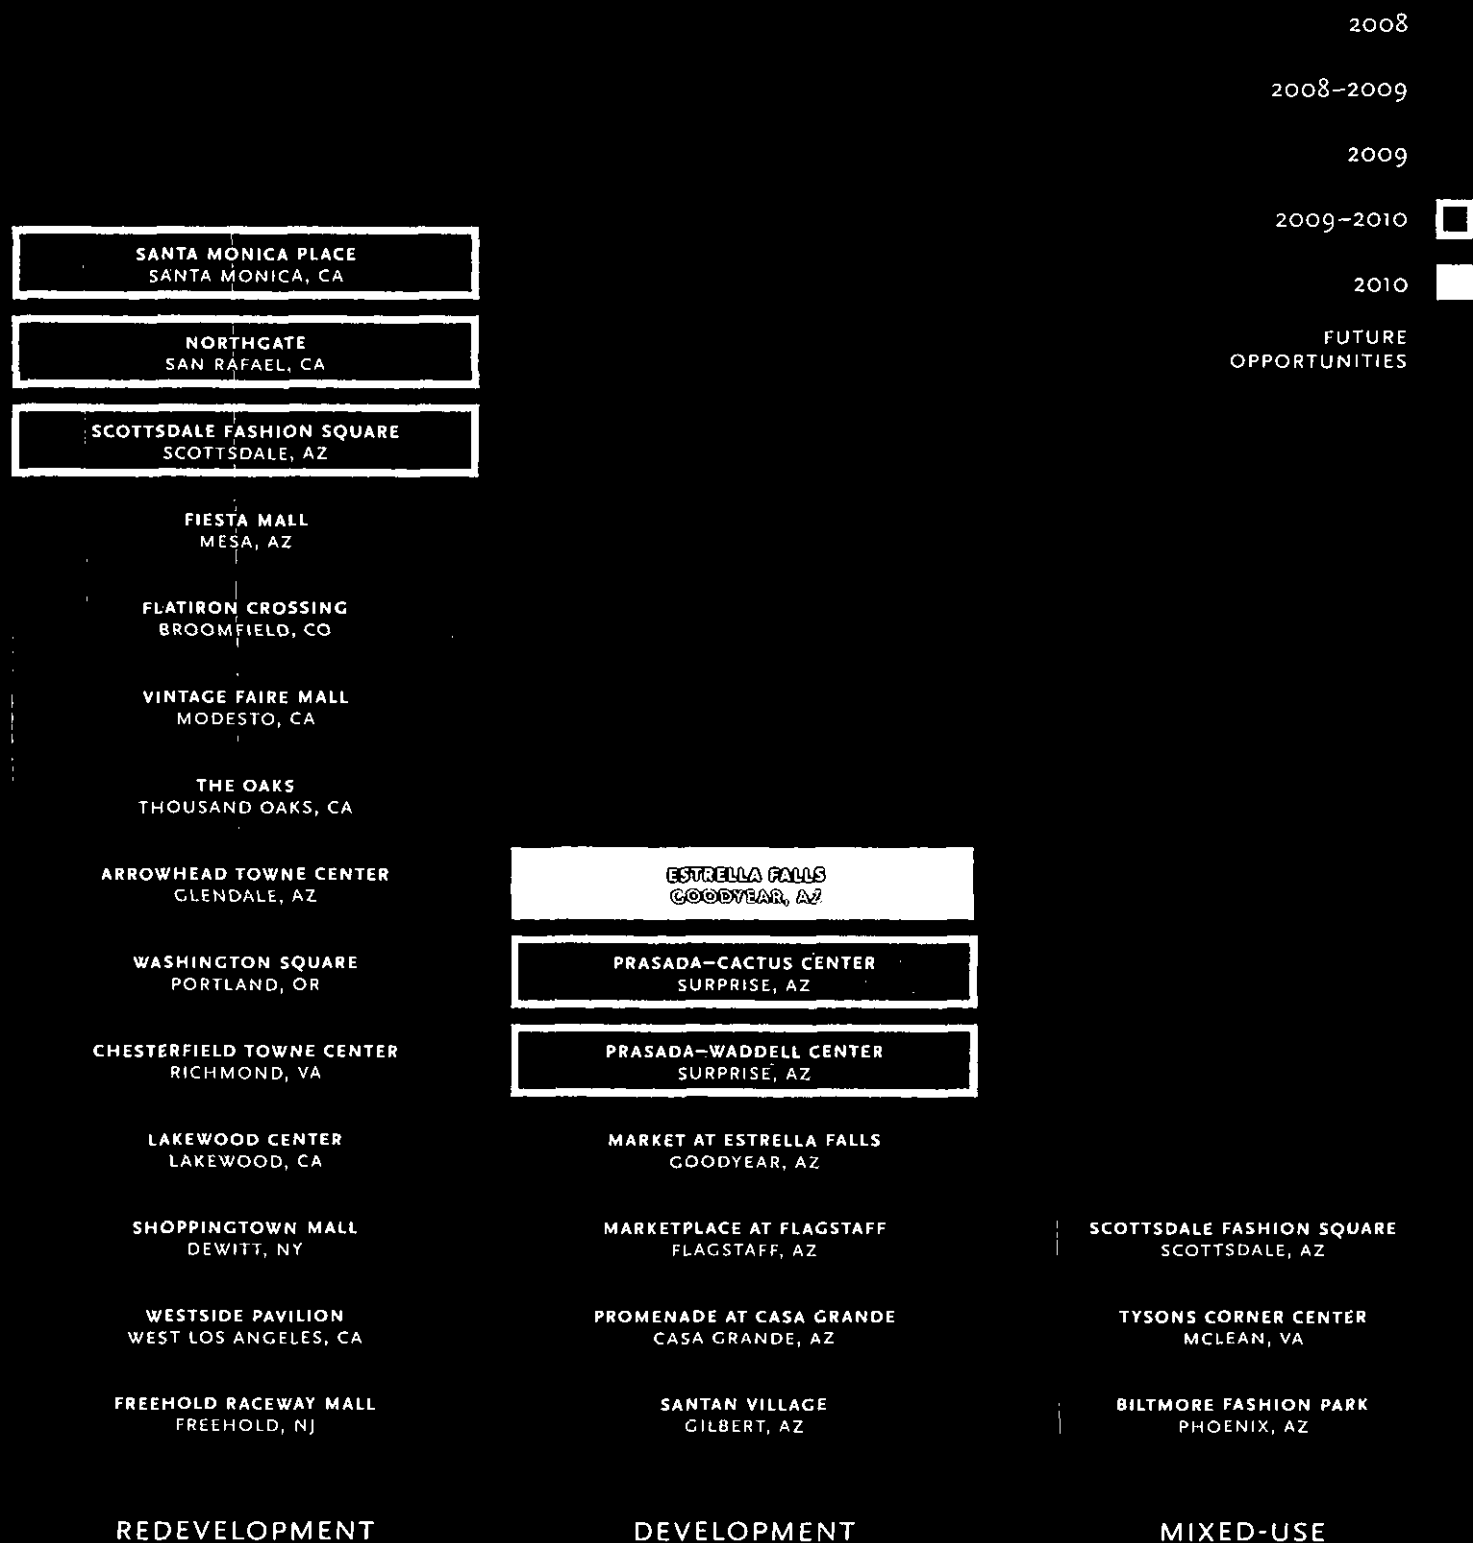 2008
2008–2009
2009
2009–2010
2010
FUTURE
OPPORTUNITIES
SANTA MONICA PLACE
SANTA MONICA, CA
NORTHGATE
SAN RAFAEL, CA
SCOTTSDALE FASHION SQUARE
SCOTTSDALE, AZ
FIESTA MALL
MESA, AZ
FLATIRON CROSSING
BROOMFIELD, CO
VINTAGE FAIRE MALL
MODESTO, CA
THE OAKS
THOUSAND OAKS, CA
ARROWHEAD TOWNE CENTER
GLENDALE, AZ
WASHINGTON SQUARE
PORTLAND, OR
CHESTERFIELD TOWNE CENTER
RICHMOND, VA
LAKEWOOD CENTER
LAKEWOOD, CA
SHOPPINGTOWN MALL
DEWITT, NY
WESTSIDE PAVILION
WEST LOS ANGELES, CA
FREEHOLD RACEWAY MALL
FREEHOLD, NJ
REDEVELOPMENT
ESTRELLA FALLS
GOODYEAR, AZ
PRASADA–CACTUS CENTER
SURPRISE, AZ
PRASADA–WADDELL CENTER
SURPRISE, AZ
MARKET AT ESTRELLA FALLS
GOODYEAR, AZ
MARKETPLACE AT FLAGSTAFF
FLAGSTAFF, AZ
PROMENADE AT CASA GRANDE
CASA GRANDE, AZ
SANTAN VILLAGE
GILBERT, AZ
DEVELOPMENT
SCOTTSDALE FASHION SQUARE
SCOTTSDALE, AZ
TYSONS CORNER CENTER
MCLEAN, VA
BILTMORE FASHION PARK
PHOENIX, AZ
MIXED-USE